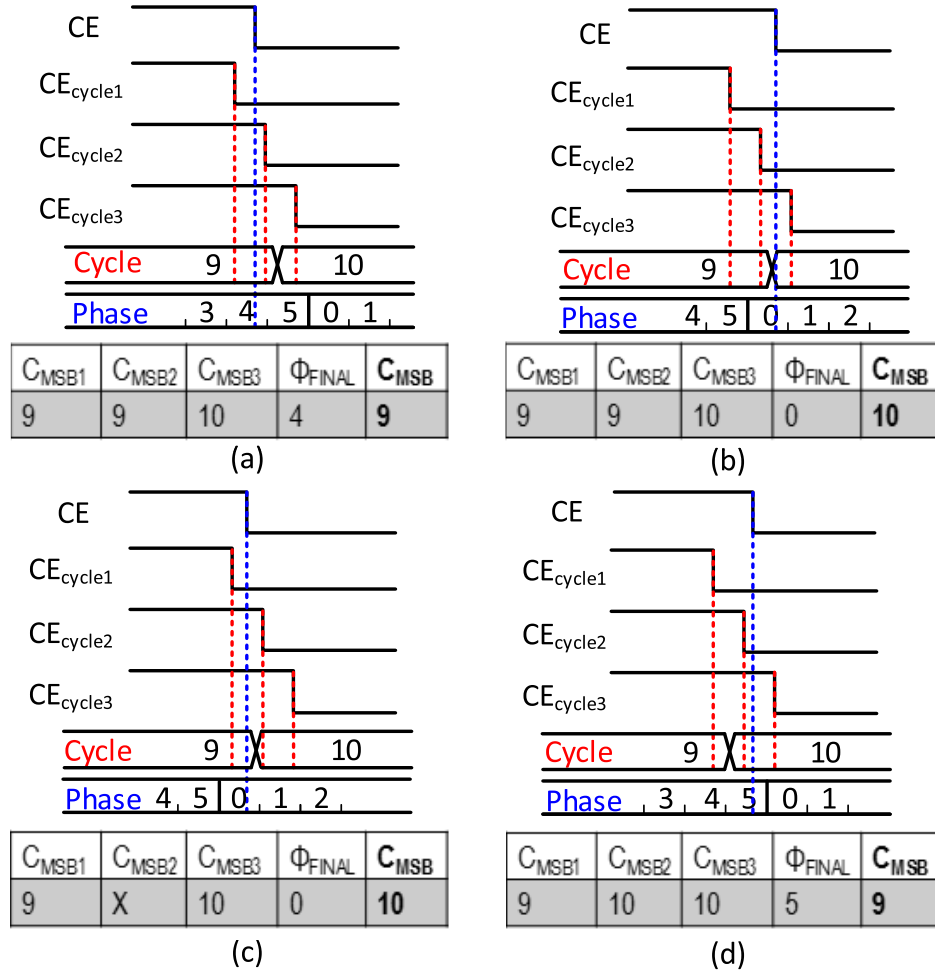 CE
CEcycle1
CEcycle2
CEcycle3
Cycle 9 10
Phase 3 4 5 0 1
CMSB1 CMSB2 CMSB3 ΦFINAL CMSB
9 9 10 4 9
(a)
CE
CEcycle1
CEcycle2
CEcycle3
Cycle 9 10
Phase 4 5 0 1 2
CMSB1 CMSB2 CMSB3 ΦFINAL CMSB
9 9 10 0 10
(b)
CE
CEcycle1
CEcycle2
CEcycle3
Cycle 9 10
Phase 4 5 0 1 2
CMSB1 CMSB2 CMSB3 ΦFINAL CMSB
9 X 10 0 10
(c)
CE
CEcycle1
CEcycle2
CEcycle3
Cycle 9 10
Phase 3 4 5 0 1
CMSB1 CMSB2 CMSB3 ΦFINAL CMSB
9 10 10 5 9
(d)